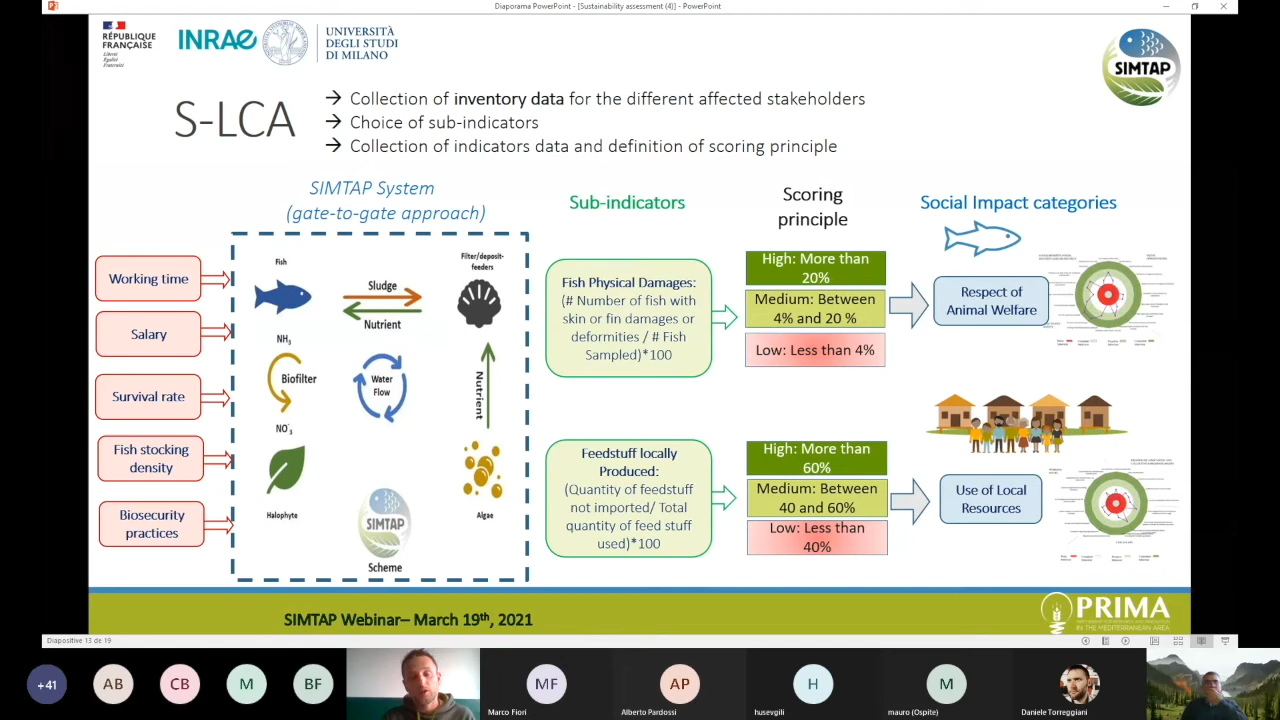 Diaporama PowerPoint - [Sustainability assessment (4)] - PowerPoint
RÉPUBLIQUE
FRANÇAISE
Liberté
Égalité
Fraternité
INRAE
UNIVERSITÀ
DEGLI STUDI
DI MILANO
SIMTAP
S-LCA
→ Collection of inventory data for the different affected stakeholders
→ Choice of sub-indicators
→ Collection of indicators data and definition of scoring principle
SIMTAP System
(gate-to-gate approach)
Sub-indicators
Scoring
principle
Social Impact categories
Working time
Salary
Survival rate
Fish stocking
density
Biosecurity
practices
Fish
Filter/deposit-
feeders
Sludge
Nutrient
NH₃
Biofilter
Water
Flow
Nutrient
NO⁻₃
Halophyte
SIMTAP
Algae
Scheme
Fish Physical Damages:
(# Number of fish with
skin or fin damages or
deformities / # Fish
Sampled)*100
High: More than
20%
Medium: Between
4% and 20 %
Low: Less than 4%
Respect of
Animal Welfare
Feedstuff locally
Produced:
(Quantity of feedstuff
not imported/ Total
quantity of feed stuff
used)*100
High: More than
60%
Medium: Between
40 and 60%
Low: Less than
40%
Use of Local
Resources
SIMTAP Webinar– March 19th, 2021
PRIMA
IN THE MEDITERRANEAN AREA
Diapositive 13 de 19
+41
AB
CB
M
BF
MF
Marco Fiori
AP
Alberto Pardossi
H
husevgili
M
mauro (Ospite)
Daniele Torreggiani